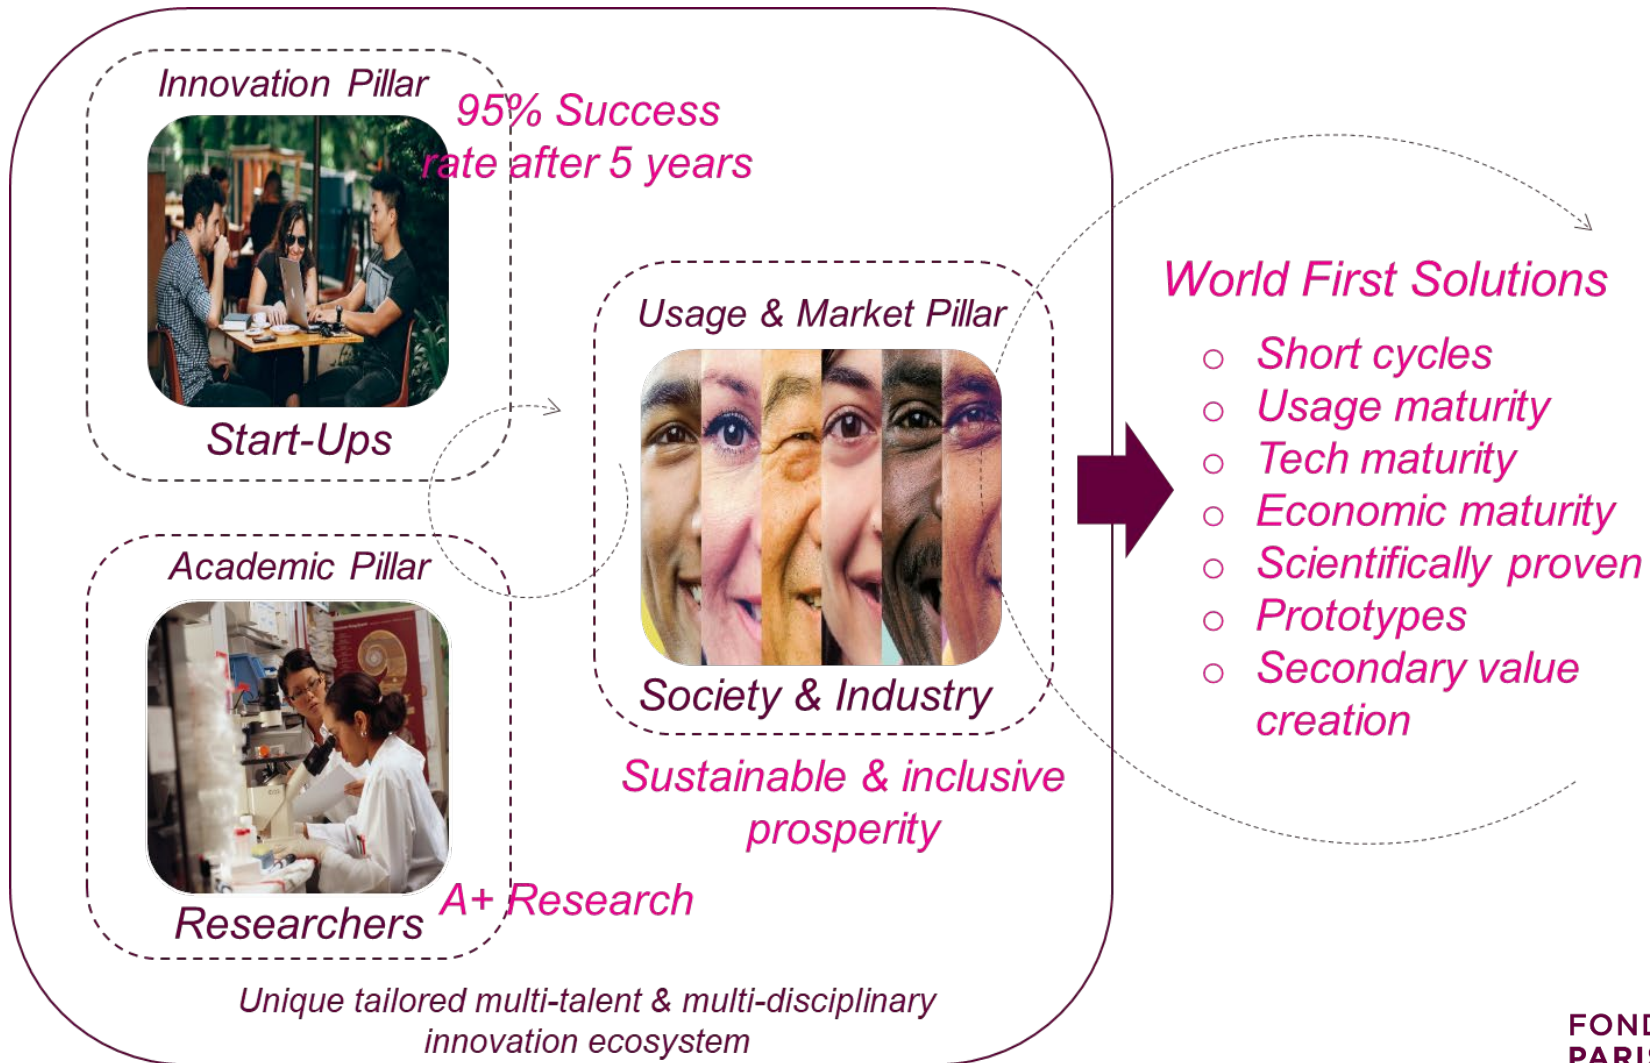 Innovation Pillar
95% Success
rate after 5 years
Start-Ups
Academic Pillar
Researchers
A+ Research
Usage & Market Pillar
Society & Industry
Sustainable & inclusive
prosperity
Unique tailored multi-talent & multi-disciplinary
innovation ecosystem
World First Solutions
Short cycles
Usage maturity
Tech maturity
Economic maturity
Scientifically proven
Prototypes
Secondary value
creation
FOND
PARIS